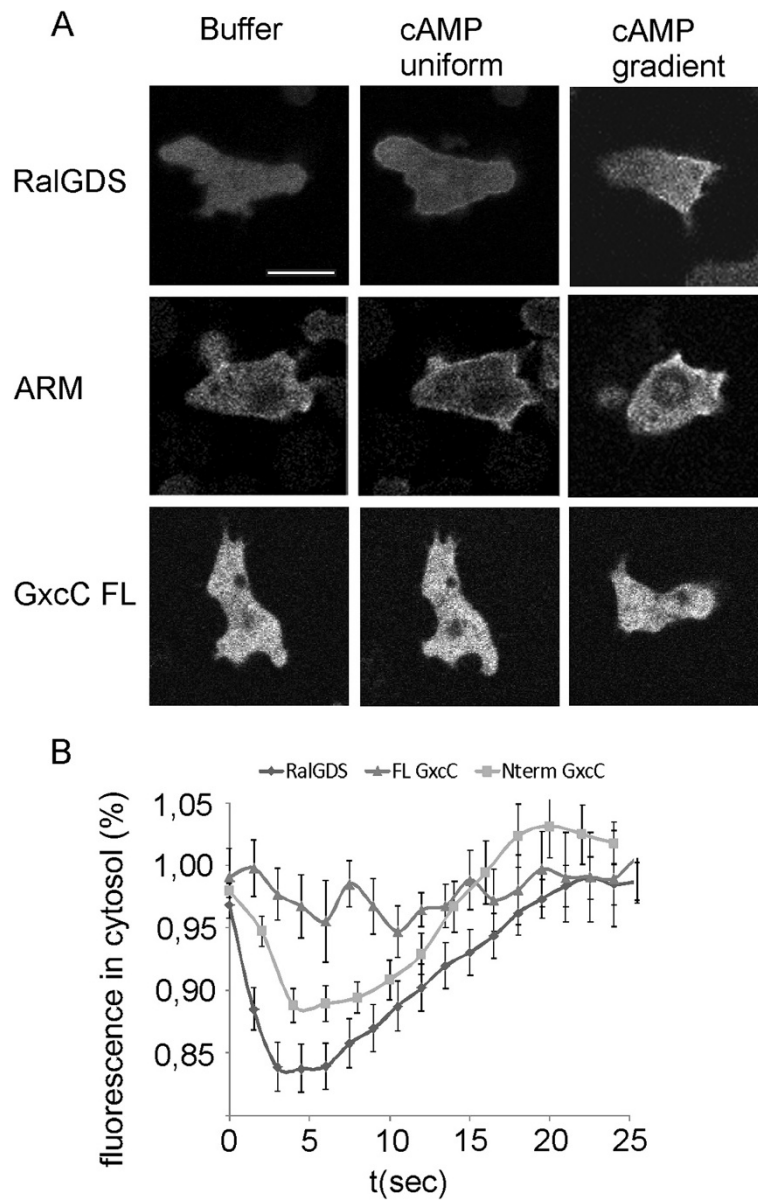 A
Buffer
cAMP
uniform
cAMP
gradient
RalGDS
ARM
GxcC FL
B
RalGDS FL GxcC Nterm GxcC
fluorescence in cytosol (%)
1,05
1,00
0,95
0,90
0,85
0 5 10 15 20 25
t(sec)